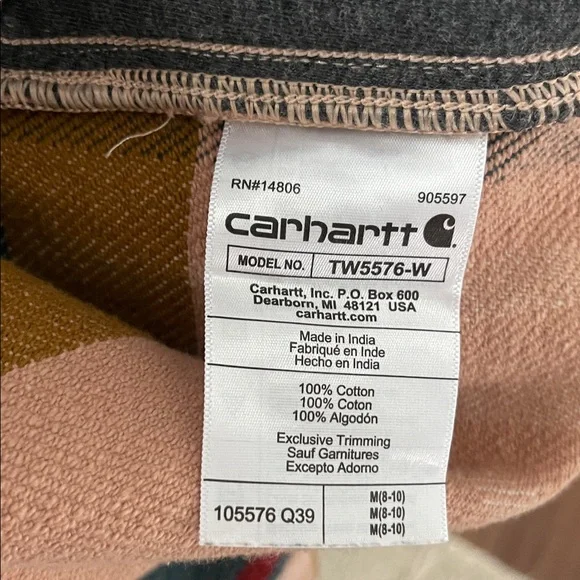 RN#14806
905597
carhartt
MODEL NO. TW5576-W
Carhartt, Inc. P.O. Box 600
Dearborn, MI 48121 USA
carhartt.com
Made in India
Fabriqué en Inde
Hecho en India
100% Cotton
100% Coton
100% Algodón
Exclusive Trimming
Sauf Garnitures
Excepto Adorno
105576 Q39
M(8-10)
M(8-10)
M(8-10)